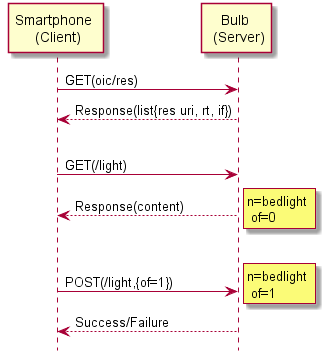 Smartphone
(Client)
Bulb
(Server)
GET(oic/res)
Response(list{res uri, rt, if})
GET(/light)
Response(content)
n=bedlight
of=0
POST(/light,{of=1})
n=bedlight
of=1
Success/Failure